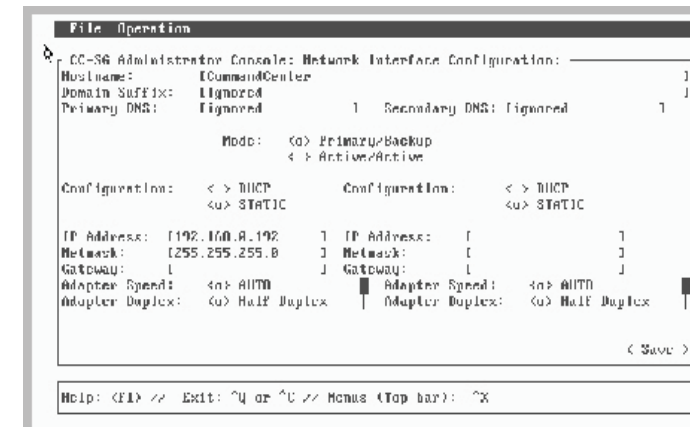 File Operation
CC-SG Administrator Console: Network Interface Configuration:
Hostname: [CommandCenter ]
Domain Suffix: [ignored ]
Primary DNS: [ignored ] Secondary DNS: [ignored ]
Mode: <o> Primary/Backup
< > Active/Active
Configuration: < > DHCP Configuration: < > DHCP
<o> STATIC <o> STATIC
IP Address: [192.168.0.192 ] IP Address: [ ]
Netmask: [255.255.255.0 ] Netmask: [ ]
Gateway: [ ] Gateway: [ ]
Adapter Speed: <o> AUTO Adapter Speed: <o> AUTO
Adapter Duplex: <o> Half Duplex Adapter Duplex: <o> Half Duplex
< Save >
Help: <F1> // Exit: ^Q or ^C // Menus (Top bar): ^X